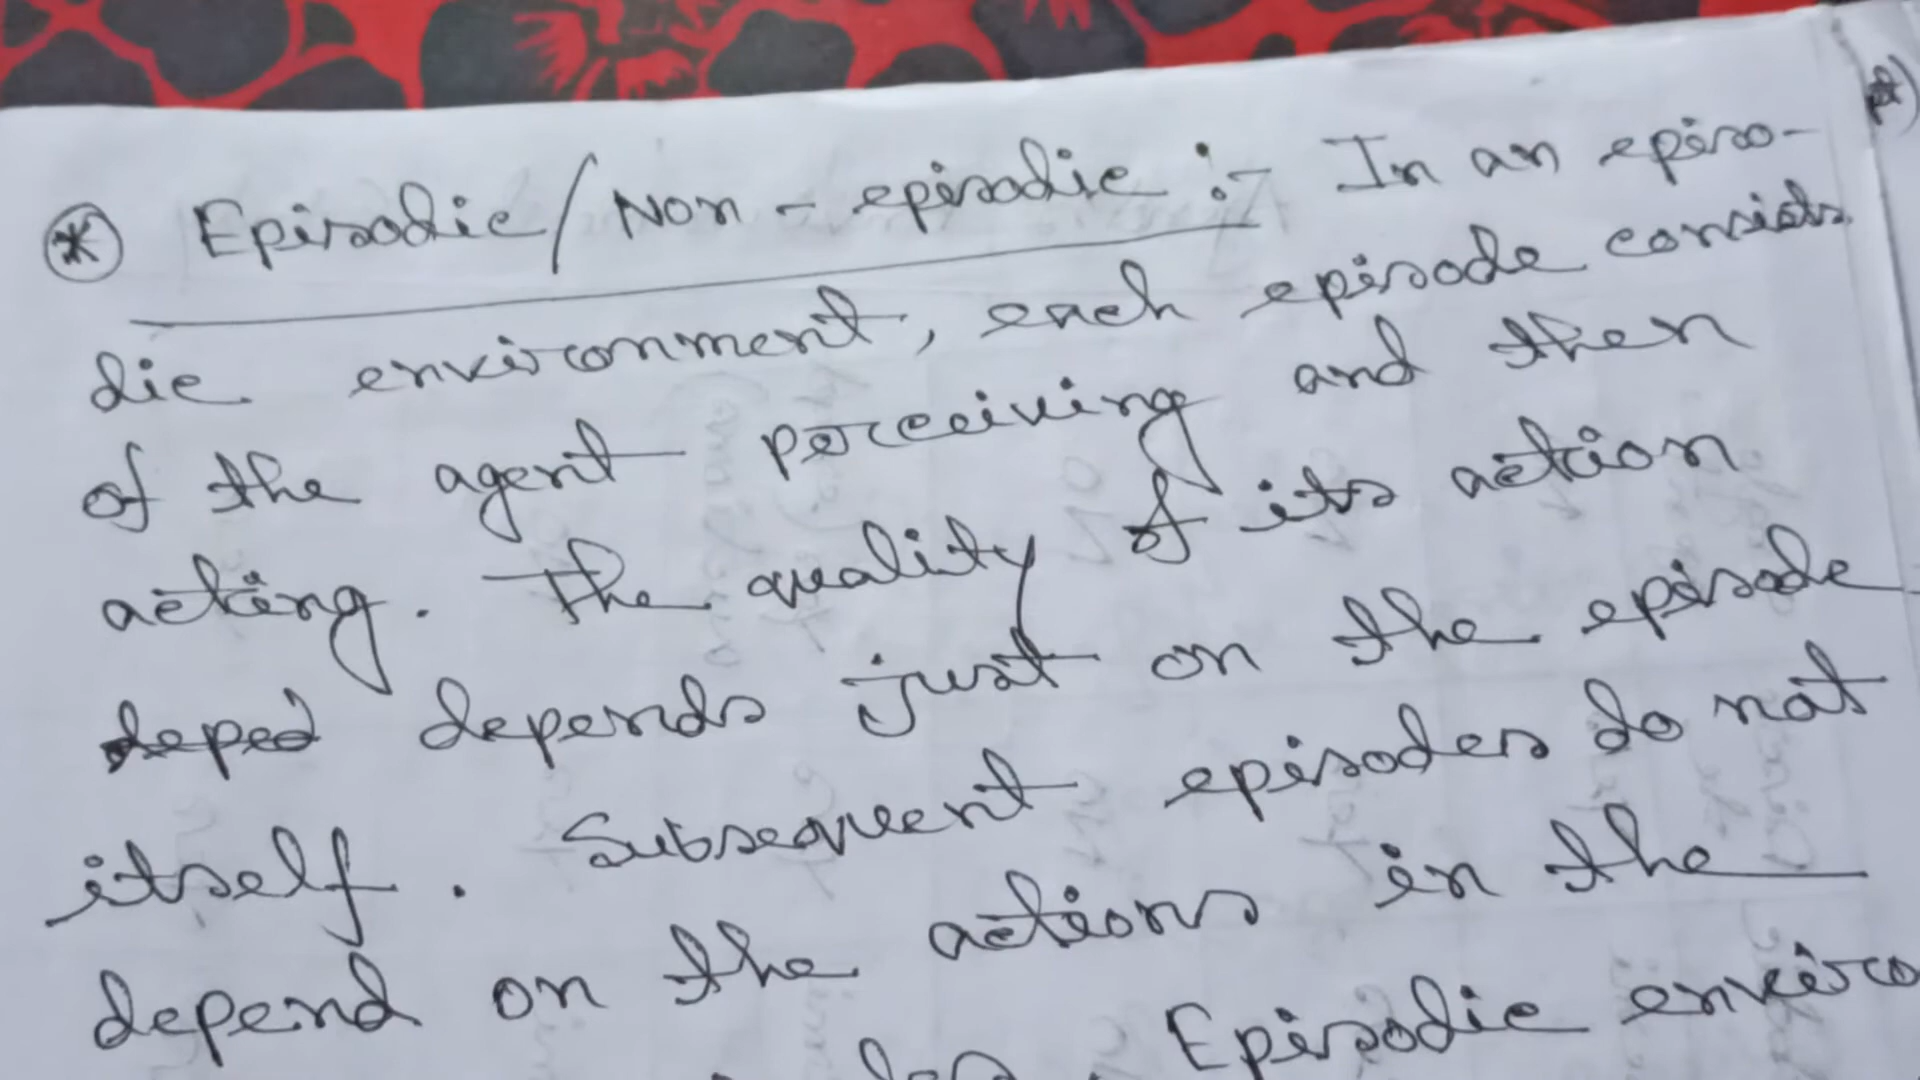 * Episodic/Non-episodic :- In an episo-
dic environment, each episode consists
of the agent perceiving and then
acting. The quality of its action
deped depends just on the episode
itself. Subsequent episodes do not
depend on the actions in the
Episodic enviro